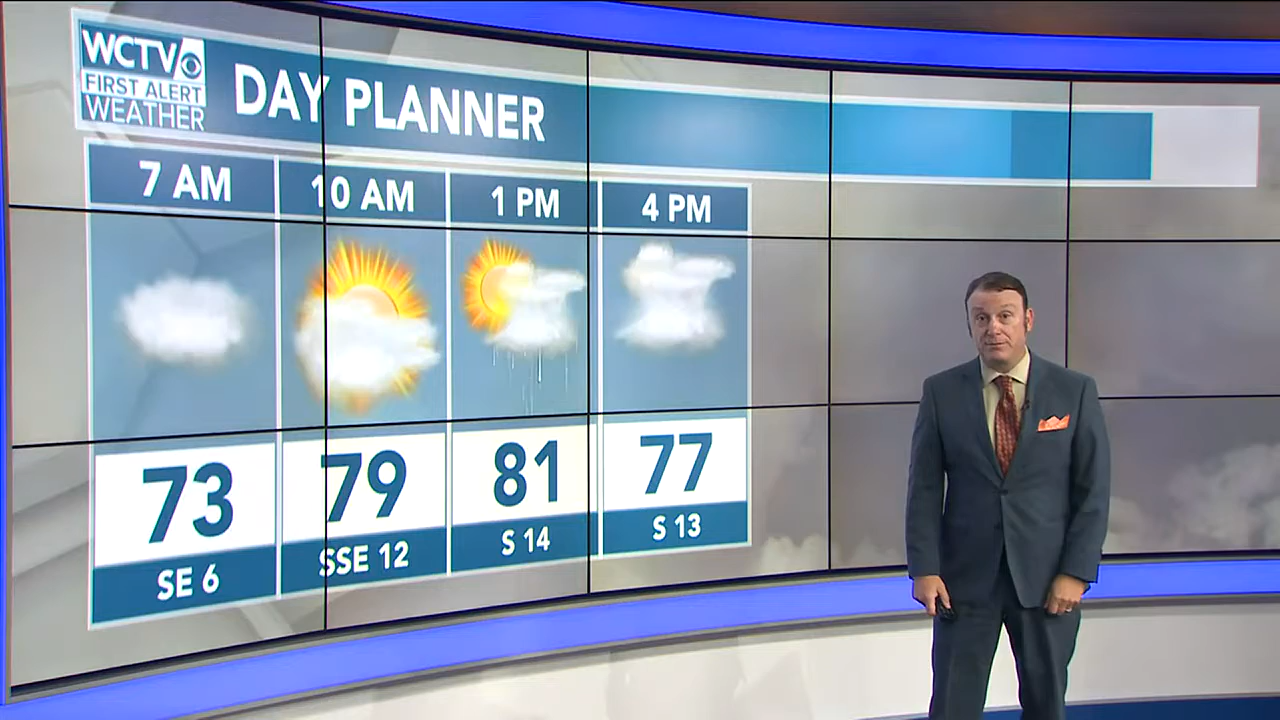 WCTV
FIRST ALERT
WEATHER
DAY PLANNER
7 AM
10 AM
1 PM
4 PM
73
79
81
77
SE 6
SSE 12
S 14
S 13